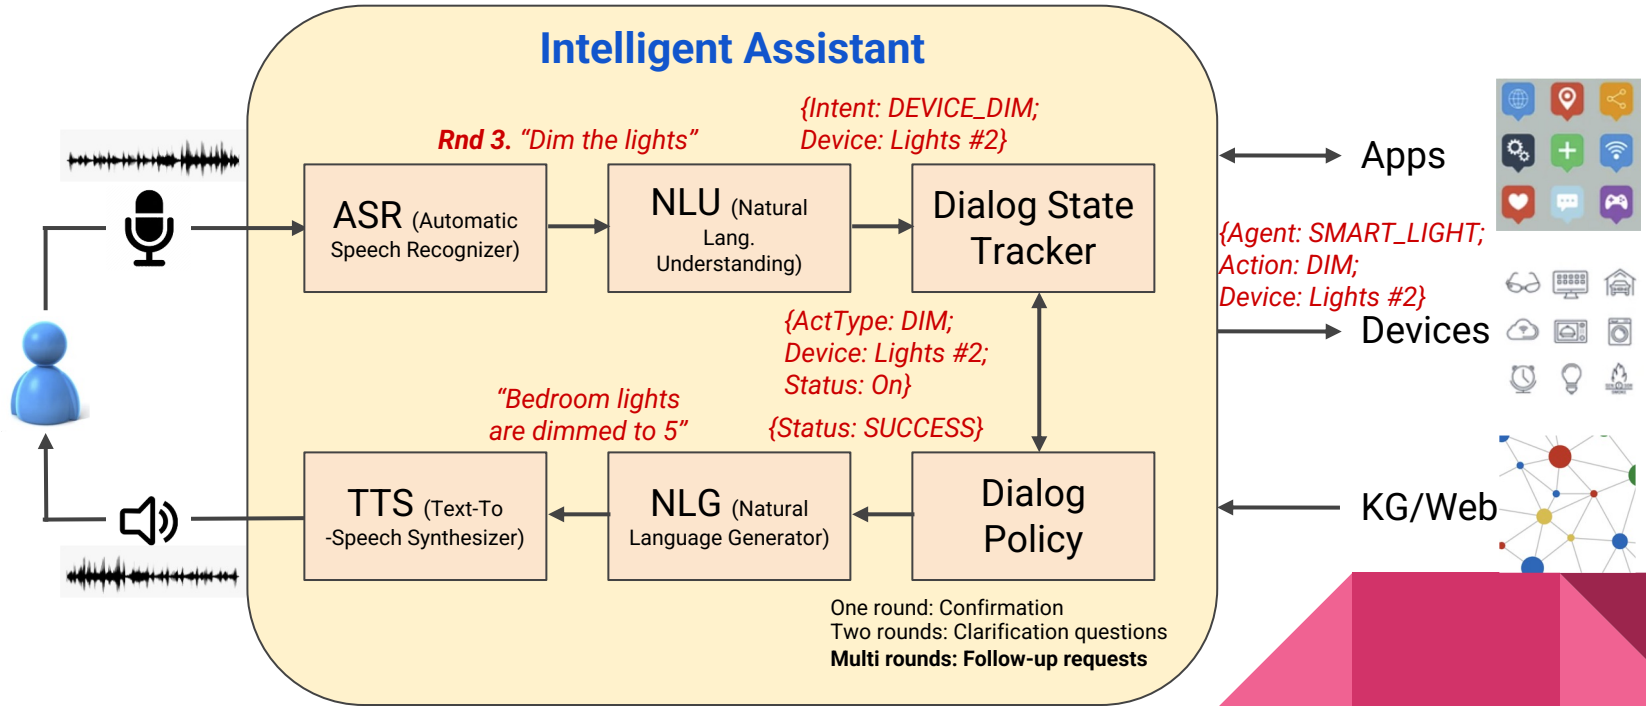 Intelligent Assistant
Rnd 3. “Dim the lights”
{Intent: DEVICE_DIM;
Device: Lights #2}
ASR (Automatic
Speech Recognizer)
NLU (Natural
Lang.
Understanding)
Dialog State
Tracker
Apps
{Agent: SMART_LIGHT;
Action: DIM;
Device: Lights #2}
Devices
{ActType: DIM;
Device: Lights #2;
Status: On}
“Bedroom lights
are dimmed to 5”
{Status: SUCCESS}
TTS (Text-To
-Speech Synthesizer)
NLG (Natural
Language Generator)
Dialog
Policy
KG/Web
One round: Confirmation
Two rounds: Clarification questions
Multi rounds: Follow-up requests